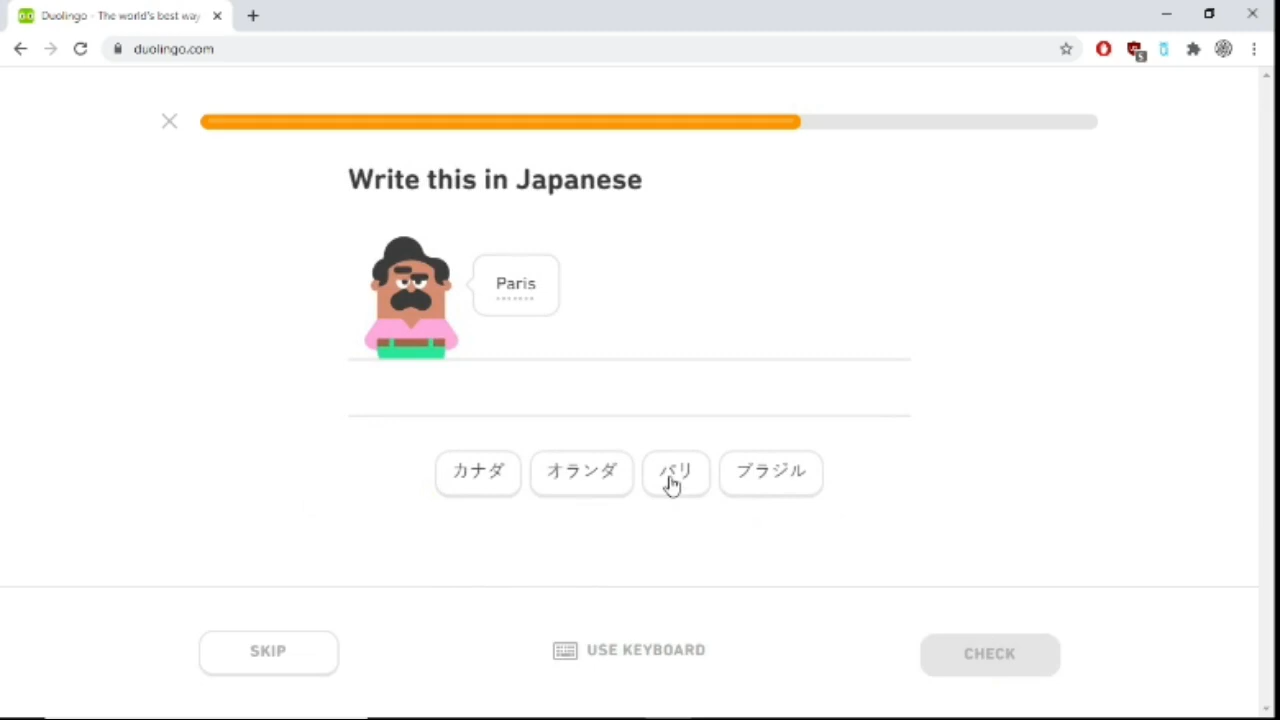 Duolingo - The world's best way
duolingo.com
5
Write this in Japanese
Paris
カナダ
オランダ
パリ
ブラジル
SKIP
USE KEYBOARD
CHECK